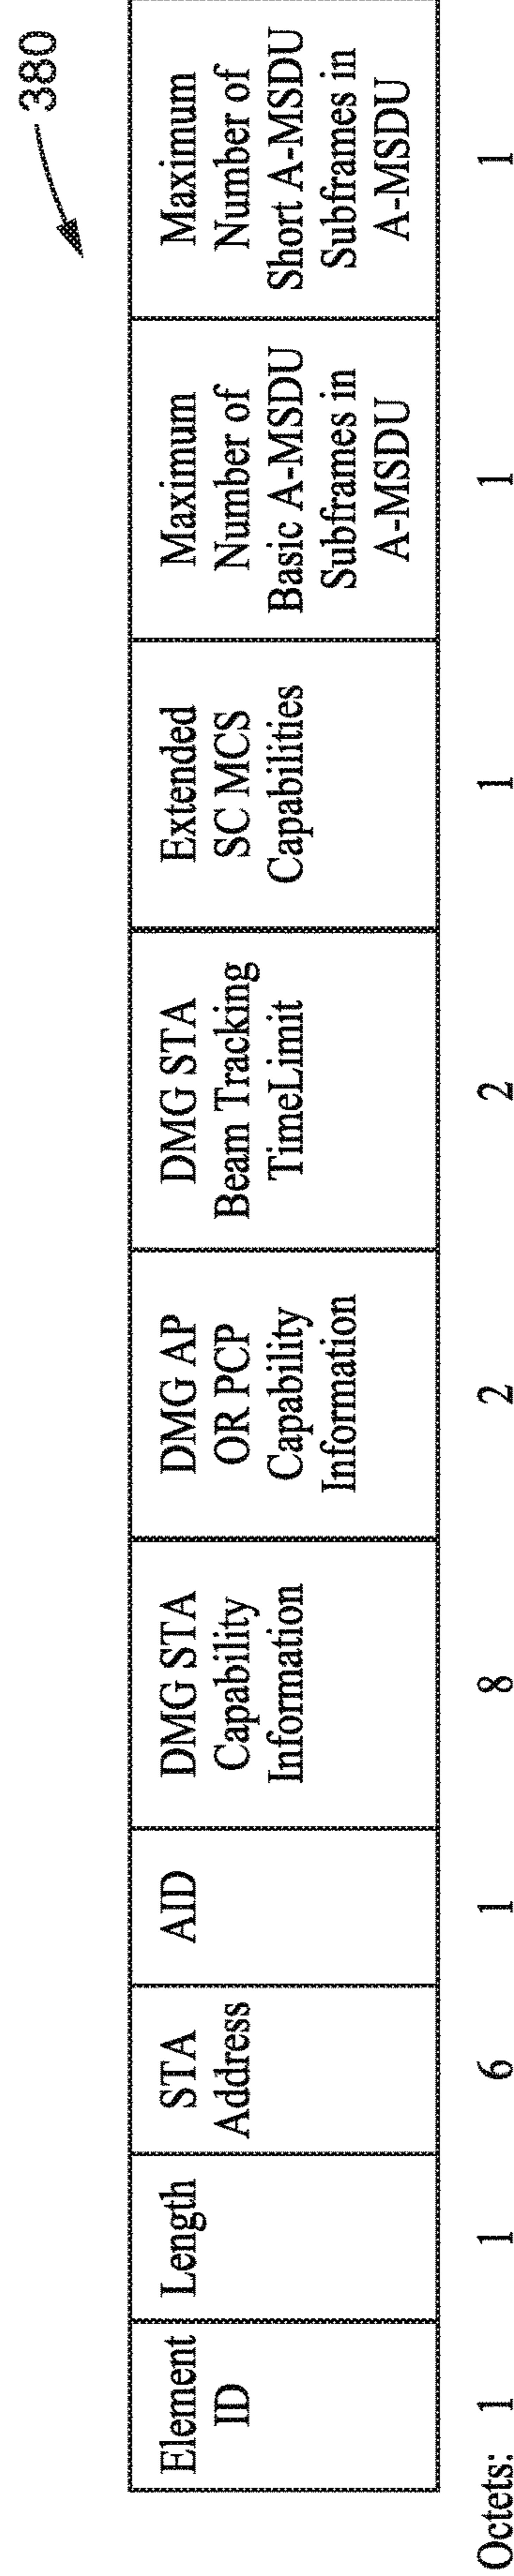 380
Element
ID
Length
STA
Address
AID
DMG STA
Capability
Information
DMG AP
OR PCP
Capability
Information
DMG STA
Beam Tracking
TimeLimit
Extended
SC MCS
Capabilities
Maximum
Number of
Basic A-MSDU
Subframes in
A-MSDU
Maximum
Number of
Short A-MSDU
Subframes in
A-MSDU
Octets: 1 1 6 1 8 2 2 1 1 1